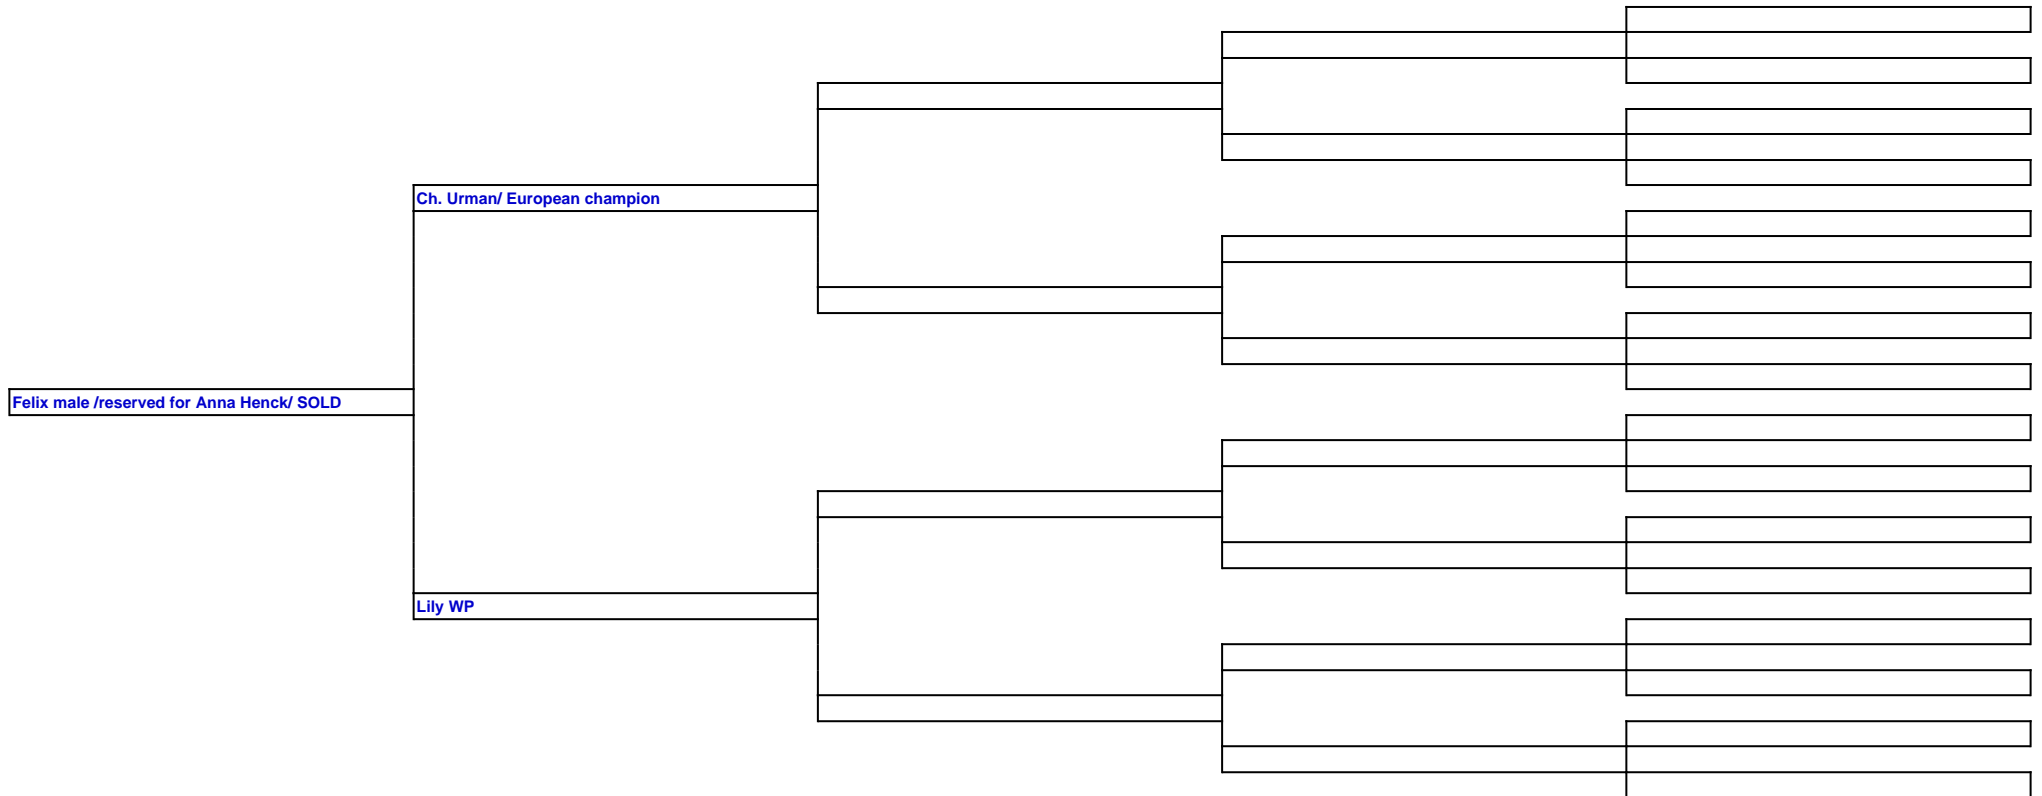 Ch. Urman/ European champion
Felix male /reserved for Anna Henck/ SOLD
Lily WP